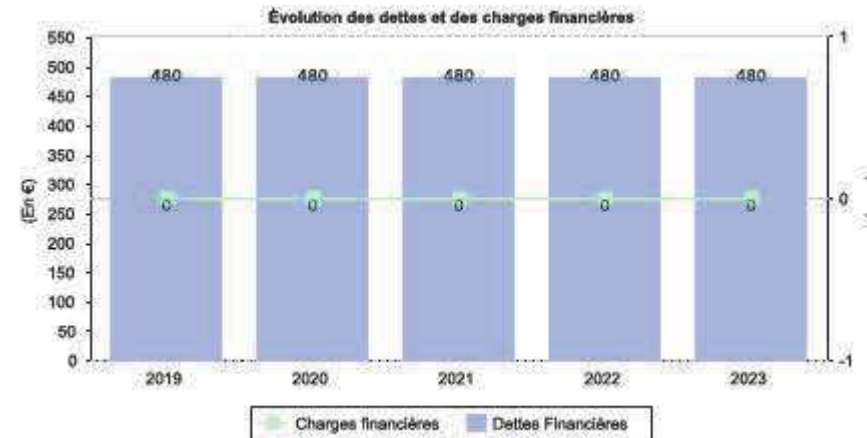 Évolution des dettes et des charges financières
550
500
450
400
350
300
250
200
150
100
50
0
(En €)
480 480 480 480 480
0 0 0 0 0
1
0
-1
2019 2020 2021 2022 2023
Charges financières Dettes Financières